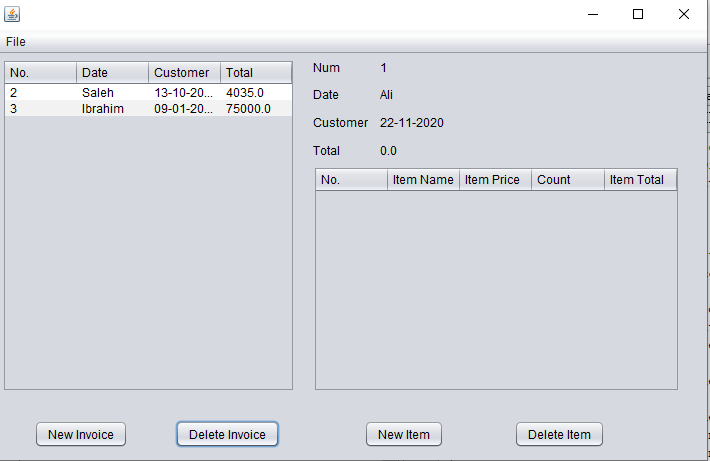 File
No. Date Customer Total
2 Saleh 13-10-20... 4035.0
3 Ibrahim 09-01-20... 75000.0
Num 1
Date Ali
Customer 22-11-2020
Total 0.0
No. Item Name Item Price Count Item Total
New Invoice Delete Invoice New Item Delete Item